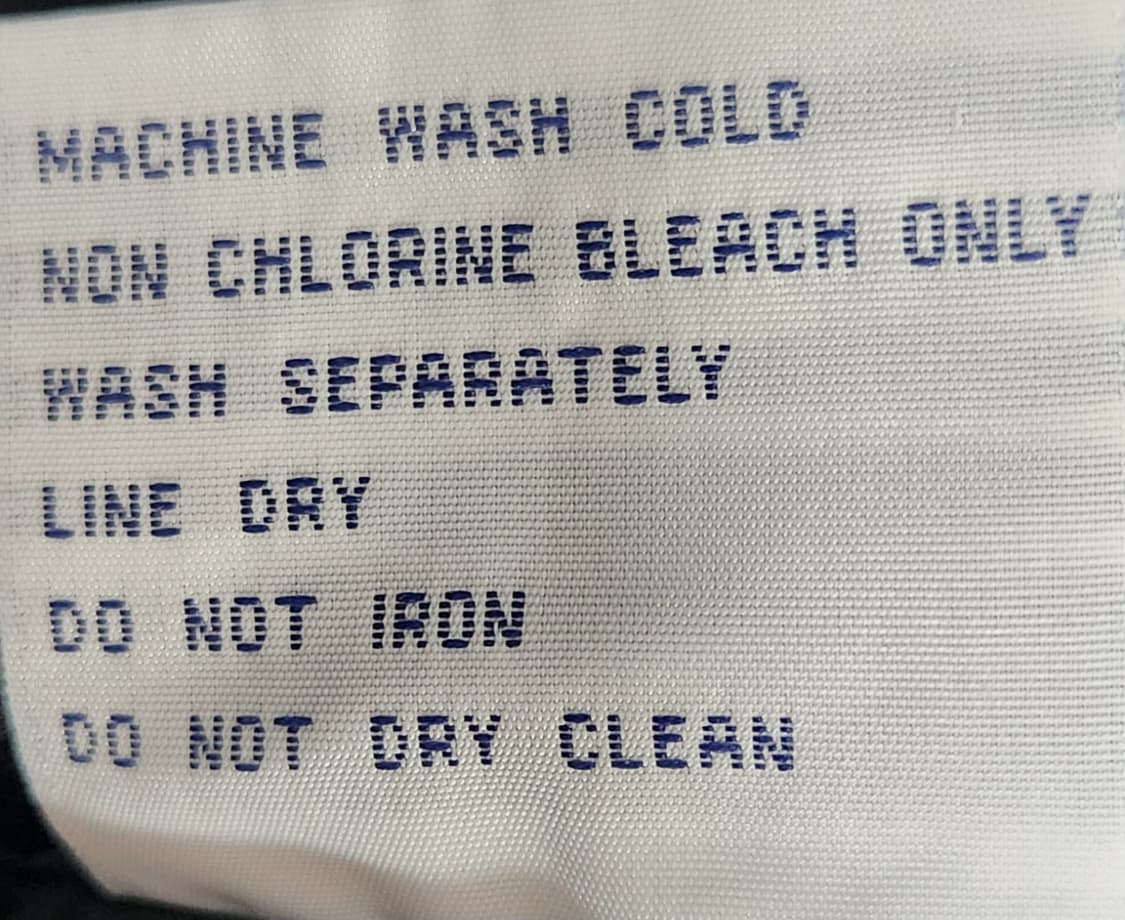 MACHINE WASH COLD
NON CHLORINE BLEACH ONLY
WASH SEPARATELY
LINE DRY
DO NOT IRON
DO NOT DRY CLEAN